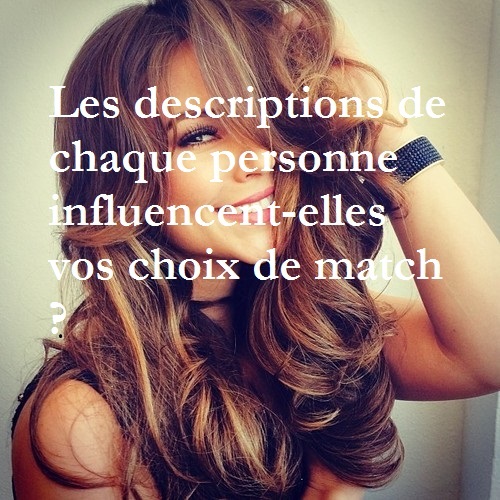 Les descriptions de
chaque personne
influencent-elles
vos choix de match
?